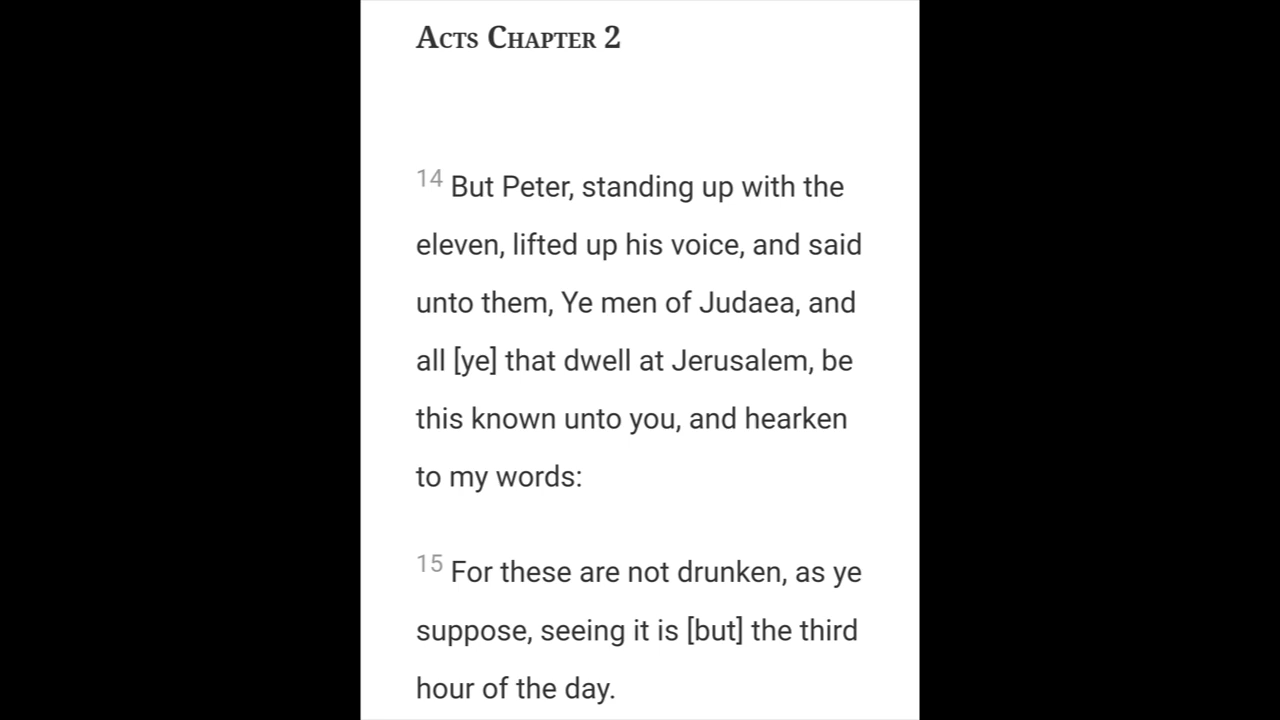 Acts Chapter 2
14 But Peter, standing up with the
eleven, lifted up his voice, and said
unto them, Ye men of Judaea, and
all [ye] that dwell at Jerusalem, be
this known unto you, and hearken
to my words:
15 For these are not drunken, as ye
suppose, seeing it is [but] the third
hour of the day.